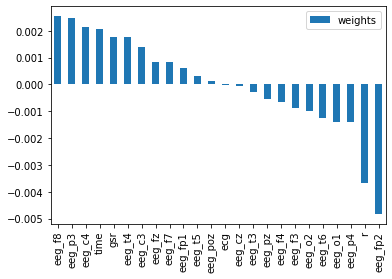 weights
0.002
0.001
0.000
−0.001
−0.002
−0.003
−0.004
−0.005
eeg_f8
eeg_p3
eeg_c4
time
gsr
eeg_t4
eeg_c3
eeg_fz
eeg_f7
eeg_fp1
eeg_t5
eeg_poz
ecg
eeg_cz
eeg_t3
eeg_pz
eeg_f4
eeg_f3
eeg_o2
eeg_t6
eeg_o1
eeg_p4
r
eeg_fp2